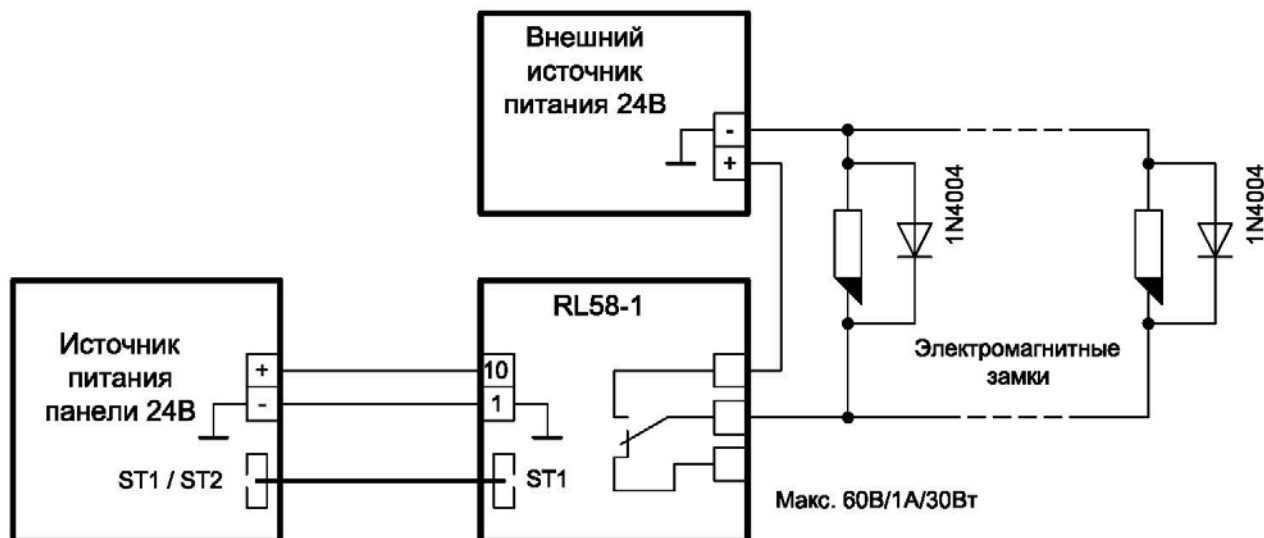 Внешний
источник
питания 24В
-
+
1N4004
1N4004
RL58-1
Источник
питания
панели 24В
+
-
10
1
ST1 / ST2
ST1
Электромагнитные
замки
Макс. 60В/1А/30Вт